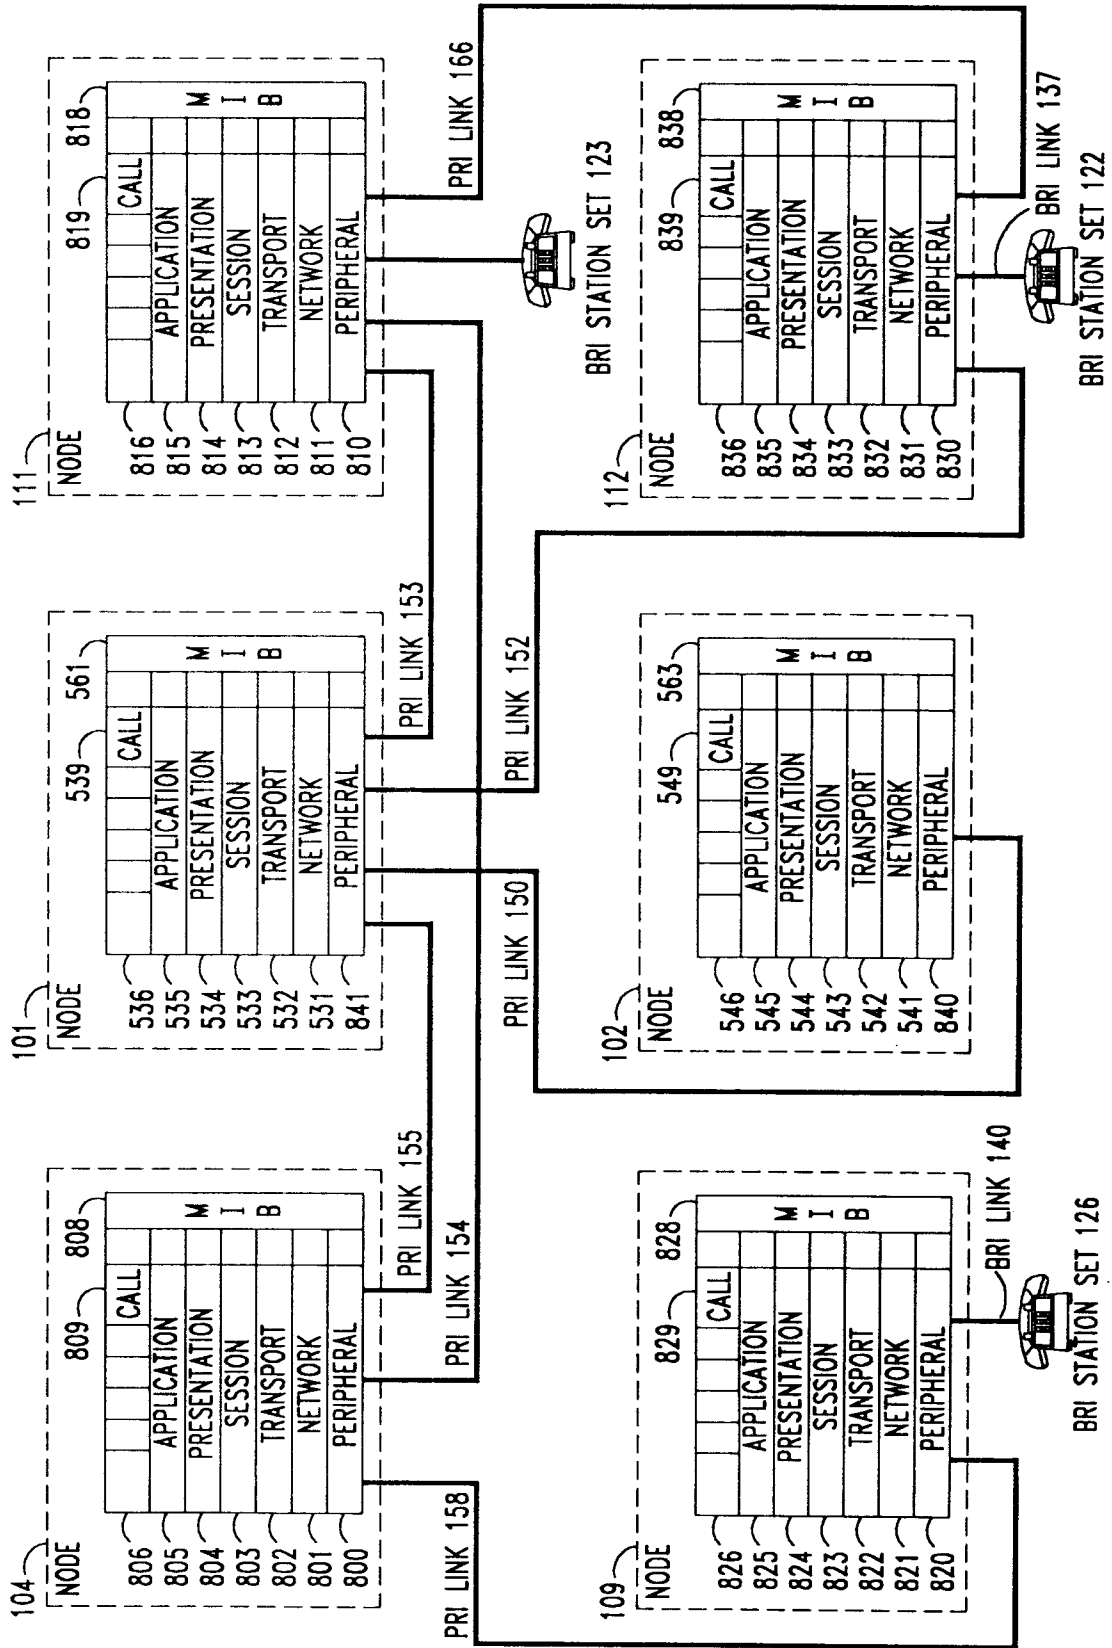 104
NODE
809
808
806
CALL
805
APPLICATION
804
PRESENTATION
803
SESSION
802
TRANSPORT
801
NETWORK
800
PERIPHERAL
M
I
B
101
NODE
539
561
536
CALL
535
APPLICATION
534
PRESENTATION
533
SESSION
532
TRANSPORT
531
NETWORK
841
PERIPHERAL
M
I
B
111
NODE
819
818
816
CALL
815
APPLICATION
814
PRESENTATION
813
SESSION
812
TRANSPORT
811
NETWORK
810
PERIPHERAL
M
I
B
PRI LINK 158
PRI LINK 154
PRI LINK 155
PRI LINK 150
PRI LINK 152
PRI LINK 153
PRI LINK 166
BRI STATION SET 123
109
NODE
829
828
826
CALL
825
APPLICATION
824
PRESENTATION
823
SESSION
822
TRANSPORT
821
NETWORK
820
PERIPHERAL
M
I
B
BRI LINK 140
BRI STATION SET 126
102
NODE
549
563
546
CALL
545
APPLICATION
544
PRESENTATION
543
SESSION
542
TRANSPORT
541
NETWORK
840
PERIPHERAL
M
I
B
112
NODE
839
838
836
CALL
835
APPLICATION
834
PRESENTATION
833
SESSION
832
TRANSPORT
831
NETWORK
830
PERIPHERAL
M
I
B
BRI LINK 137
BRI STATION SET 122